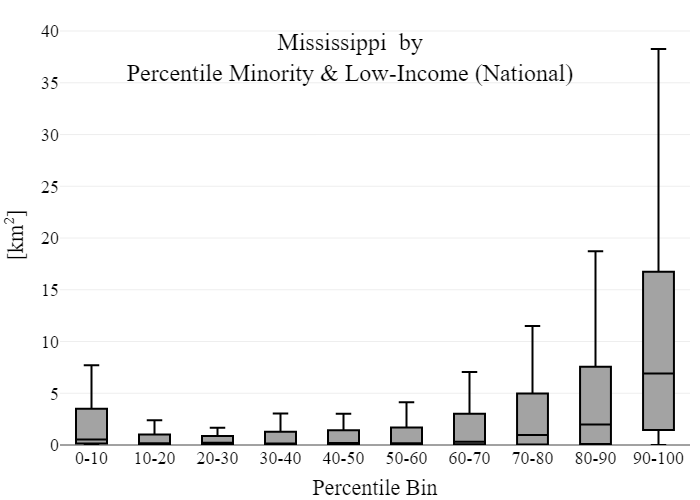 Mississippi by
Percentile Minority & Low-Income (National)
40
35
30
25
20
15
10
5
0
[km²]
0-10 10-20 20-30 30-40 40-50 50-60 60-70 70-80 80-90 90-100
Percentile Bin